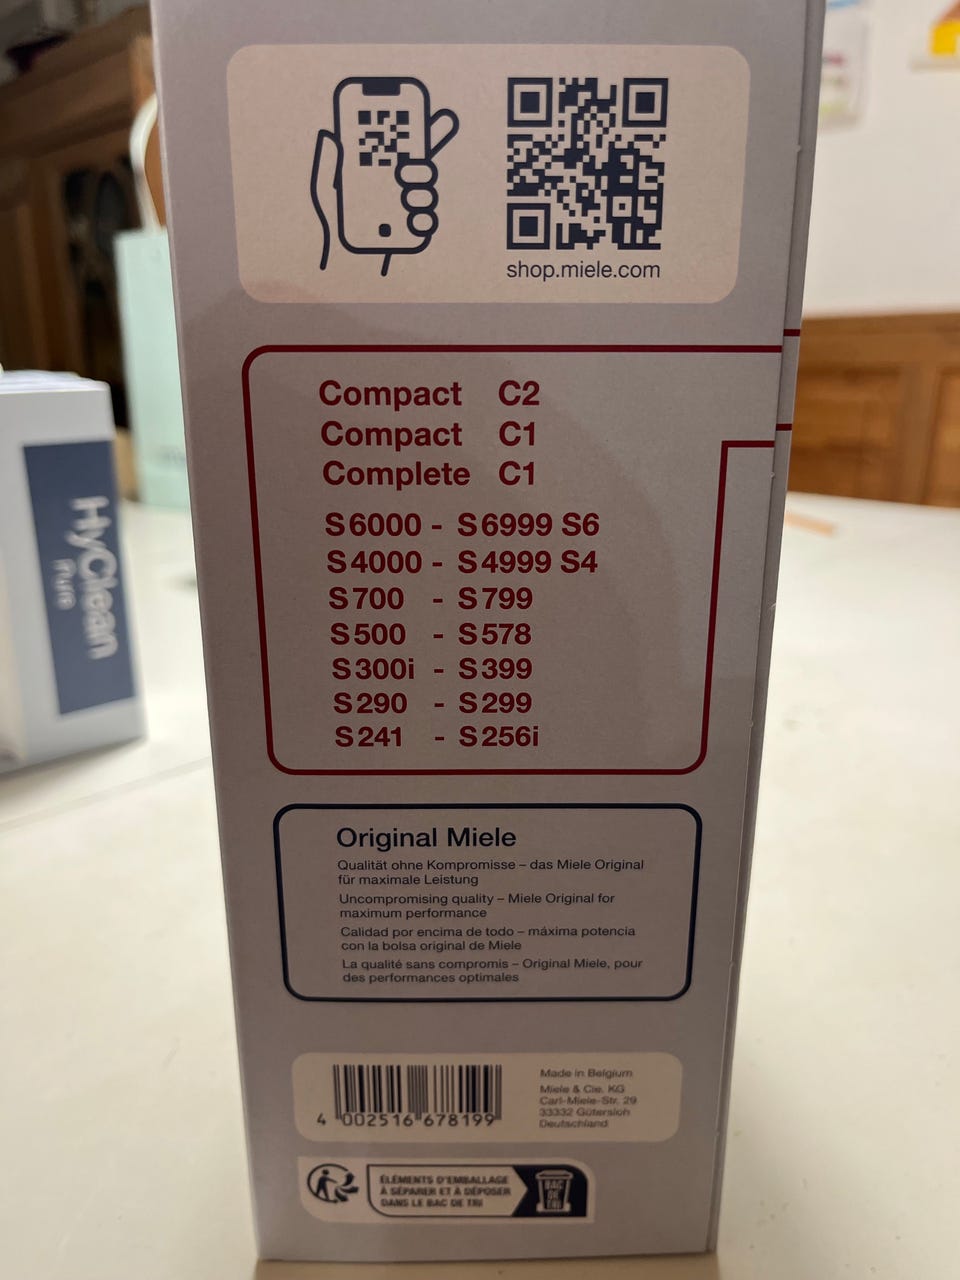 shop.miele.com
Compact C2
Compact C1
Complete C1
S6000 - S6999 S6
S4000 - S4999 S4
S700 - S799
S500 - S578
S300i - S399
S290 - S299
S241 - S256i
Original Miele
Qualität ohne Kompromisse – das Miele Original
für maximale Leistung
Uncompromising quality – Miele Original for
maximum performance
Calidad por encima de todo – máxima potencia
con la bolsa original de Miele
La qualité sans compromis – Original Miele, pour
des performances optimales
4 002516 678199
Made in Belgium
Miele & Cie. KG
Carl-Miele-Str. 29
33332 Gütersloh
Deutschland
ÉLÉMENTS D'EMBALLAGE
À SÉPARER ET À DÉPOSER
DANS LE BAC DE TRI
BAC
DE
TRI
HyClean
Pure